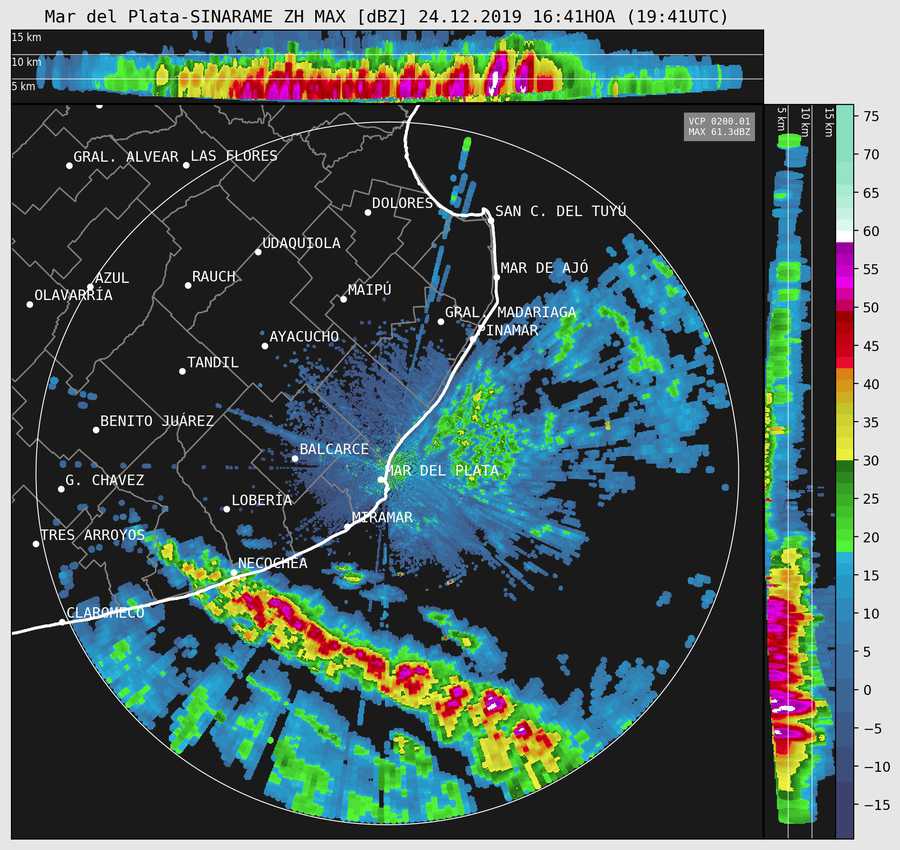 Mar del Plata-SINARAME ZH MAX [dBZ] 24.12.2019 16:41HOA (19:41UTC)
15 km
10 km
5 km
VCP 0200.01
MAX 61.3dBZ
5 km
10 km
15 km
GRAL. ALVEAR
LAS FLORES
DOLORES
SAN C. DEL TUYÚ
UDAQUIOLA
MAR DE AJÓ
AZUL
RAUCH
OLAVARRÍA
MAIPÚ
GRAL. MADARIAGA
PINAMAR
AYACUCHO
TANDIL
BENITO JUÁREZ
BALCARCE
MAR DEL PLATA
G. CHAVEZ
LOBERÍA
MIRAMAR
TRES ARROYOS
NECOCHEA
CLAROMECO
75
70
65
60
55
50
45
40
35
30
25
20
15
10
5
0
−5
−10
−15